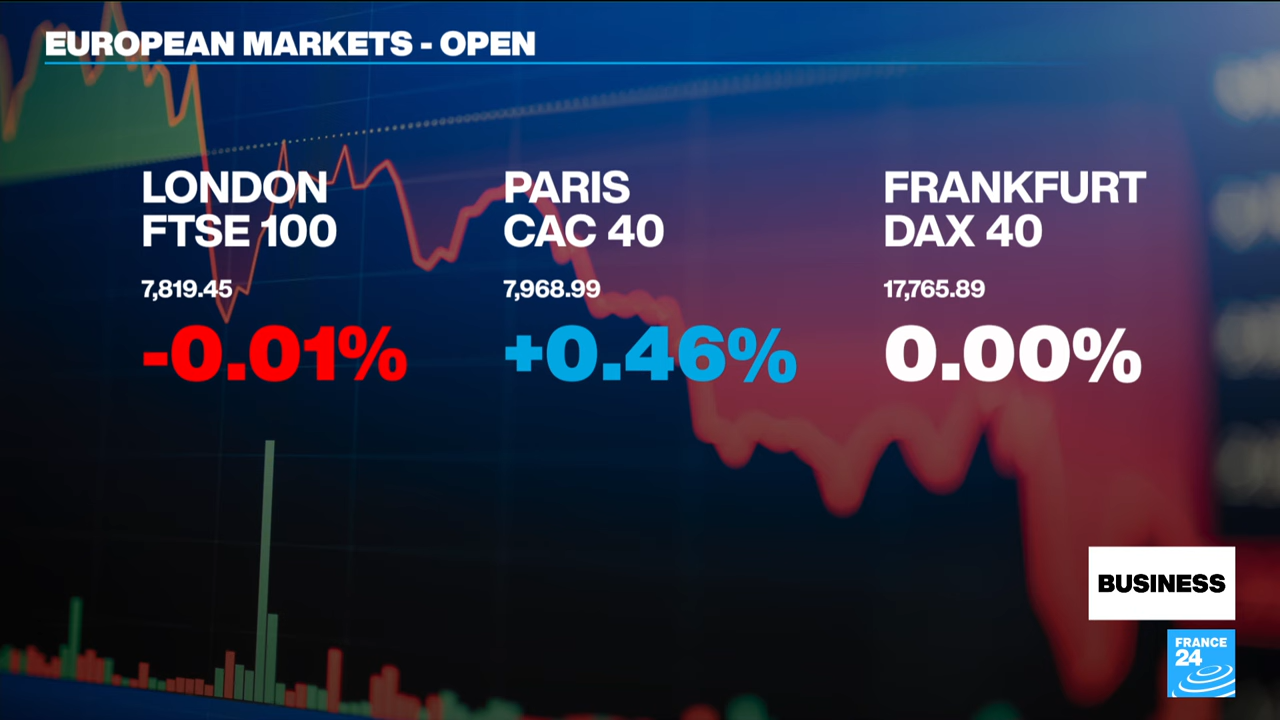 EUROPEAN MARKETS - OPEN
LONDON
FTSE 100
7,819.45
-0.01%
PARIS
CAC 40
7,968.99
+0.46%
FRANKFURT
DAX 40
17,765.89
0.00%
BUSINESS
FRANCE
24